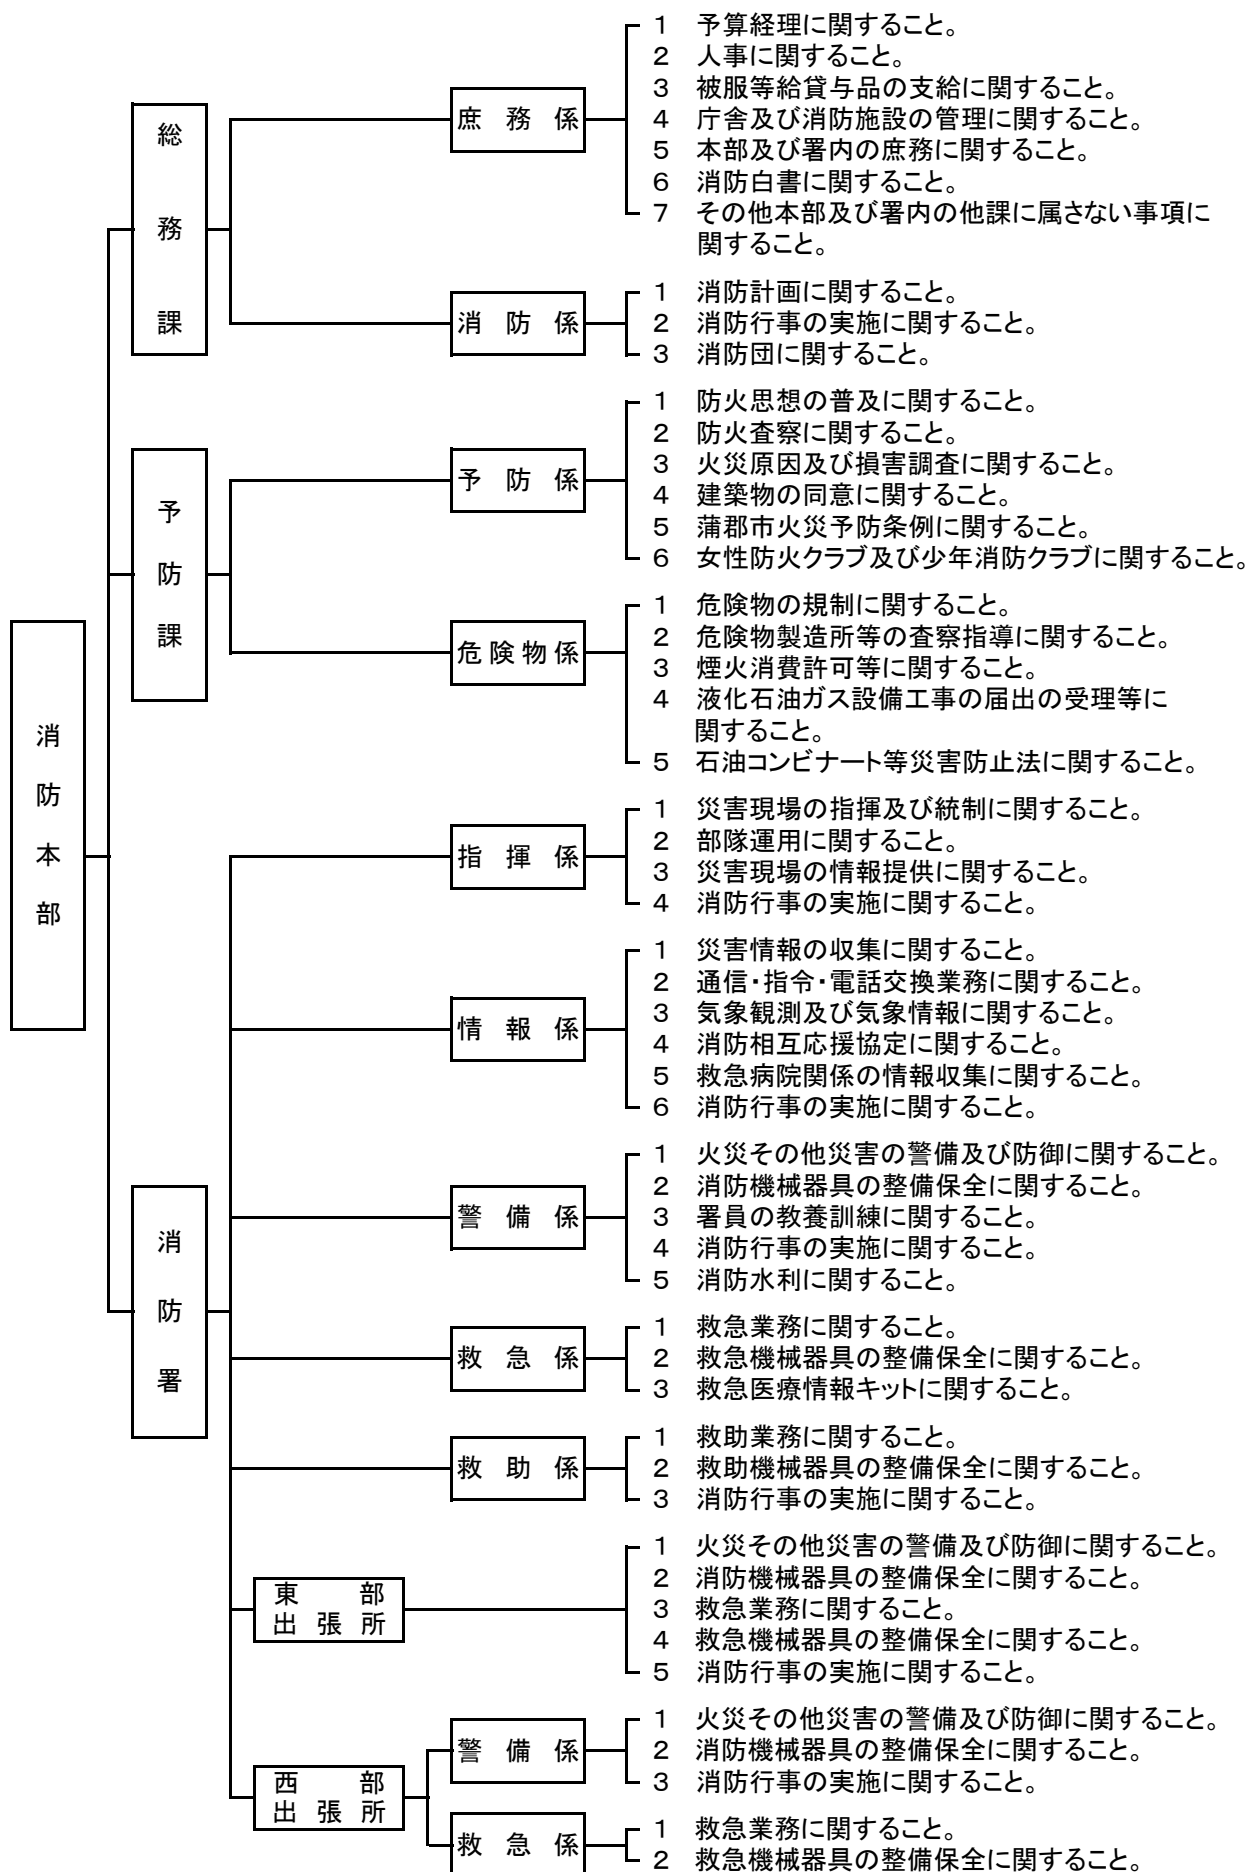 消防本部
総務課
庶務係
1 予算経理に関すること。
2 人事に関すること。
3 被服等給貸与品の支給に関すること。
4 庁舎及び消防施設の管理に関すること。
5 本部及び署内の庶務に関すること。
6 消防白書に関すること。
7 その他本部及び署内の他課に属さない事項に
関すること。
消防係
1 消防計画に関すること。
2 消防行事の実施に関すること。
3 消防団に関すること。
予防課
予防係
1 防火思想の普及に関すること。
2 防火査察に関すること。
3 火災原因及び損害調査に関すること。
4 建築物の同意に関すること。
5 蒲郡市火災予防条例に関すること。
6 女性防火クラブ及び少年消防クラブに関すること。
危険物係
1 危険物の規制に関すること。
2 危険物製造所等の査察指導に関すること。
3 煙火消費許可等に関すること。
4 液化石油ガス設備工事の届出の受理等に
関すること。
5 石油コンビナート等災害防止法に関すること。
消防署
指揮係
1 災害現場の指揮及び統制に関すること。
2 部隊運用に関すること。
3 災害現場の情報提供に関すること。
4 消防行事の実施に関すること。
情報係
1 災害情報の収集に関すること。
2 通信・指令・電話交換業務に関すること。
3 気象観測及び気象情報に関すること。
4 消防相互応援協定に関すること。
5 救急病院関係の情報収集に関すること。
6 消防行事の実施に関すること。
警備係
1 火災その他災害の警備及び防御に関すること。
2 消防機械器具の整備保全に関すること。
3 署員の教養訓練に関すること。
4 消防行事の実施に関すること。
5 消防水利に関すること。
救急係
1 救急業務に関すること。
2 救急機械器具の整備保全に関すること。
3 救急医療情報キットに関すること。
救助係
1 救助業務に関すること。
2 救助機械器具の整備保全に関すること。
3 消防行事の実施に関すること。
東部
出張所
1 火災その他災害の警備及び防御に関すること。
2 消防機械器具の整備保全に関すること。
3 救急業務に関すること。
4 救急機械器具の整備保全に関すること。
5 消防行事の実施に関すること。
西部
出張所
警備係
1 火災その他災害の警備及び防御に関すること。
2 消防機械器具の整備保全に関すること。
3 消防行事の実施に関すること。
救急係
1 救急業務に関すること。
2 救急機械器具の整備保全に関すること。